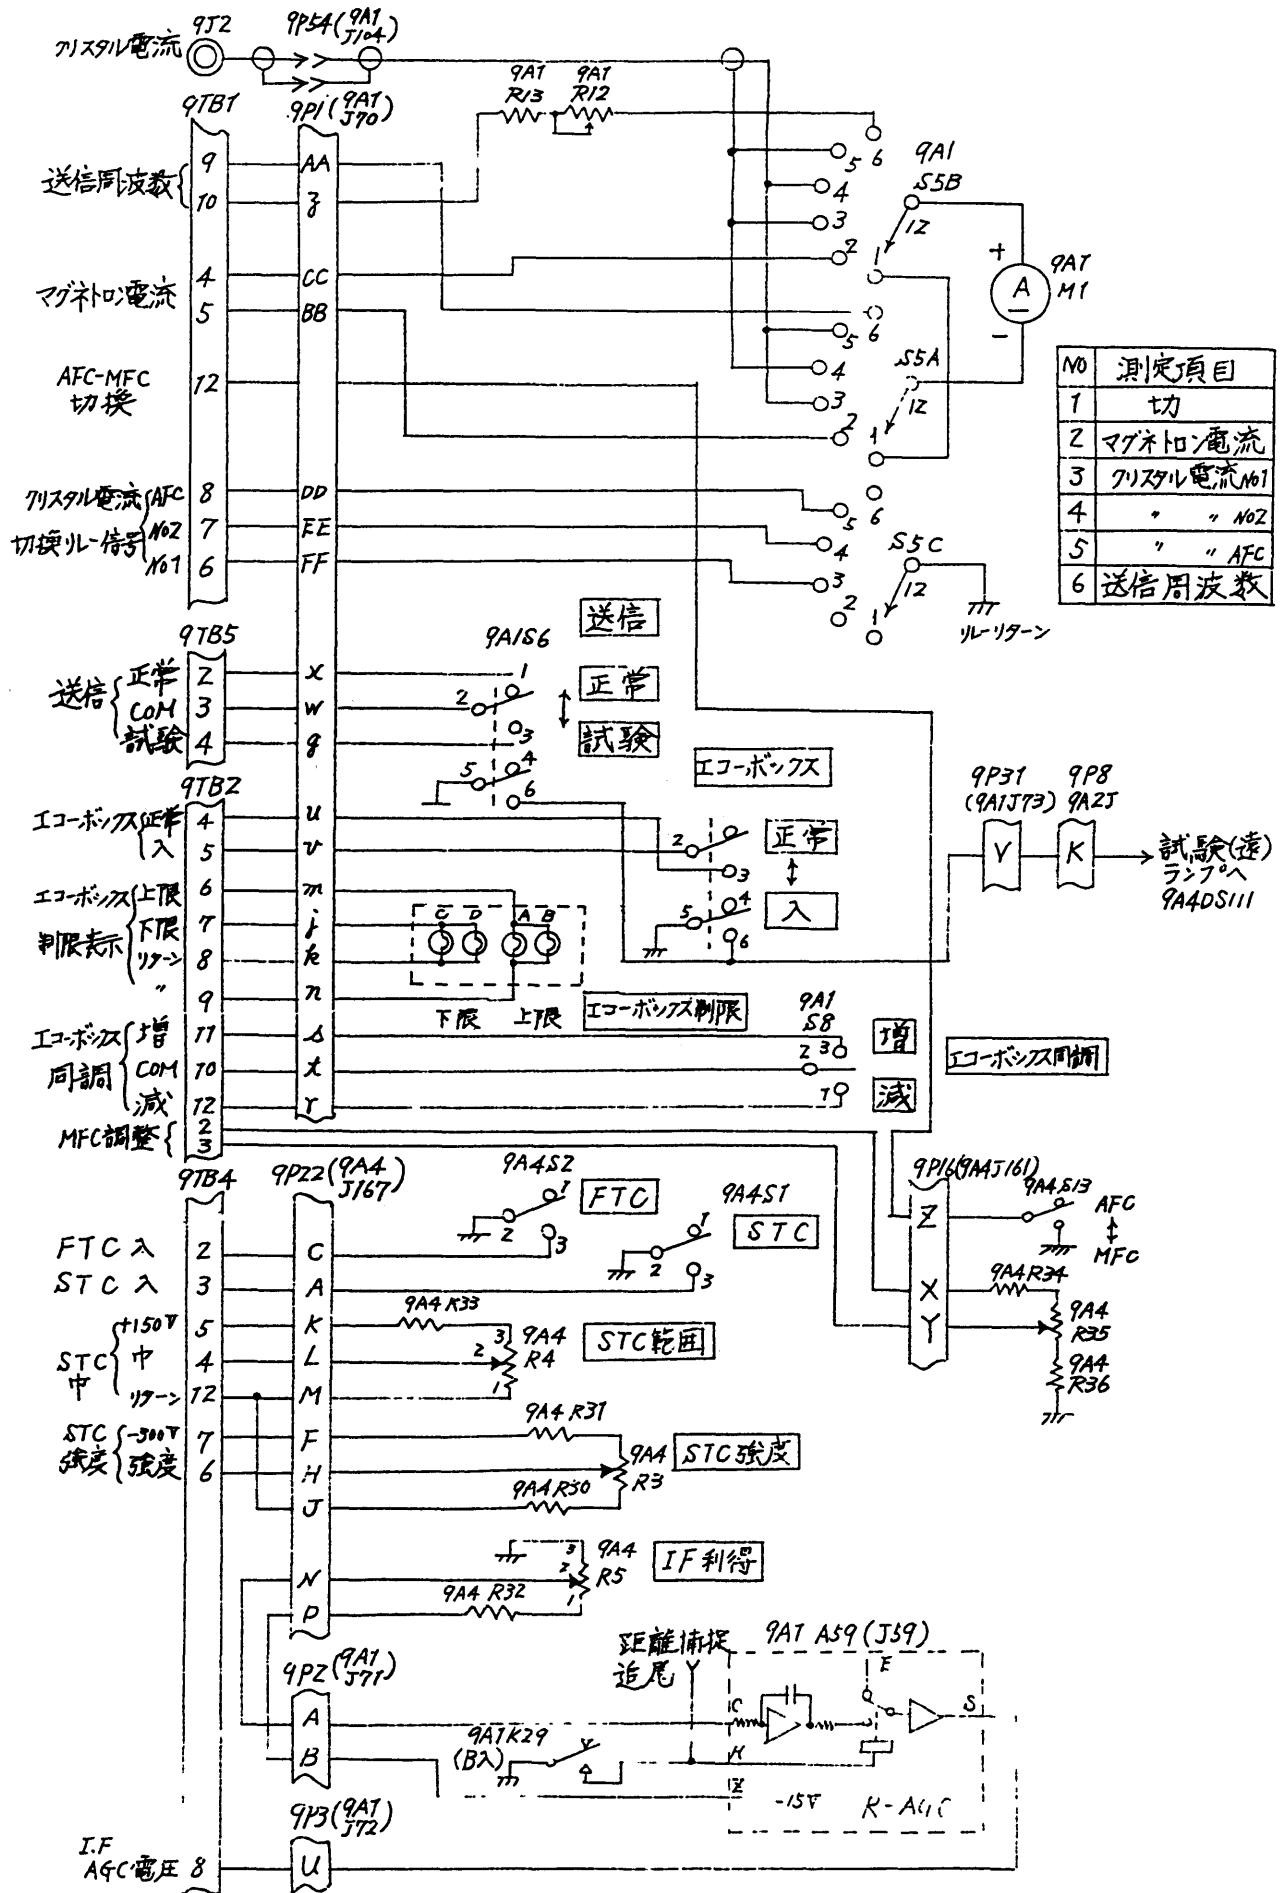 クリスタル電流
9J2
9P54(9A1
J104)
9TB1
9P1(9A1
J70)
9A1
R13
9A1
R12
送信周波数
9
10
AA
マグネトロン電流
4
5
CC
BB
AFC-MFC
切換
12
クリスタル電流
切換リレー信号
AFC
NO2
NO1
8
7
6
DD
EE
FF
6
5
4
3
2
1
9A1
S5B
12
6
5
4
3
2
1
S5A
12
6
5
4
3
2
1
S5C
12
リレーリターン
+
A
-
9A1
M1
NO 測定項目
1 切
2 マグネトロン電流
3 クリスタル電流NO1
4 〃 〃 NO2
5 〃 〃 AFC
6 送信周波数
9TB5
送信
正常
COM
試験
2
3
4
x
w
g
9A1S6
1
2
3
4
5
6
送信
正常
試験
9TB2
エコーボックス
正常
入
4
5
u
v
エコーボックス
2
3
4
5
6
正常
入
エコーボックス
制限表示
上限
下限
リターン
〃
6
7
8
9
m
j
k
n
C D A B
下限 上限
エコーボックス制限
エコーボックス
同調
増
COM
減
11
10
12
s
t
r
9A1
S8
2 3
1
増
減
エコーボックス同調
MFC調整
2
3
9P31
(9A1J73)
9P8
9A2J
V
K
試験(遠)
ランプへ
9A4DS111
9TB4
9P22(9A4
J167)
9A4S2
1
2
3
FTC
9A4S1
1
2
3
STC
FTC入
2
C
STC入
3
A
STC
巾
+150V
巾
リターン
5
4
12
K
L
M
9A4 R33
3
2
1
9A4
R4
STC範囲
STC
強度
-300V
強度
7
6
F
H
J
9A4 R31
9A4 R30
9A4
R3
STC強度
N
P
9A4 R32
3
2
1
9A4
R5
IF利得
9P16(9A4J161)
Z
X
Y
9A4S13
AFC
MFC
9A4R34
9A4
R35
9A4
R36
9P2(9A1
J71)
A
B
9A1K29
(B入)
距離捕捉
追尾
9A1 A59(J59)
C
H
Z
E
S
-15V
9P3(9A1
J72)
U
I.F
AGC電圧
8